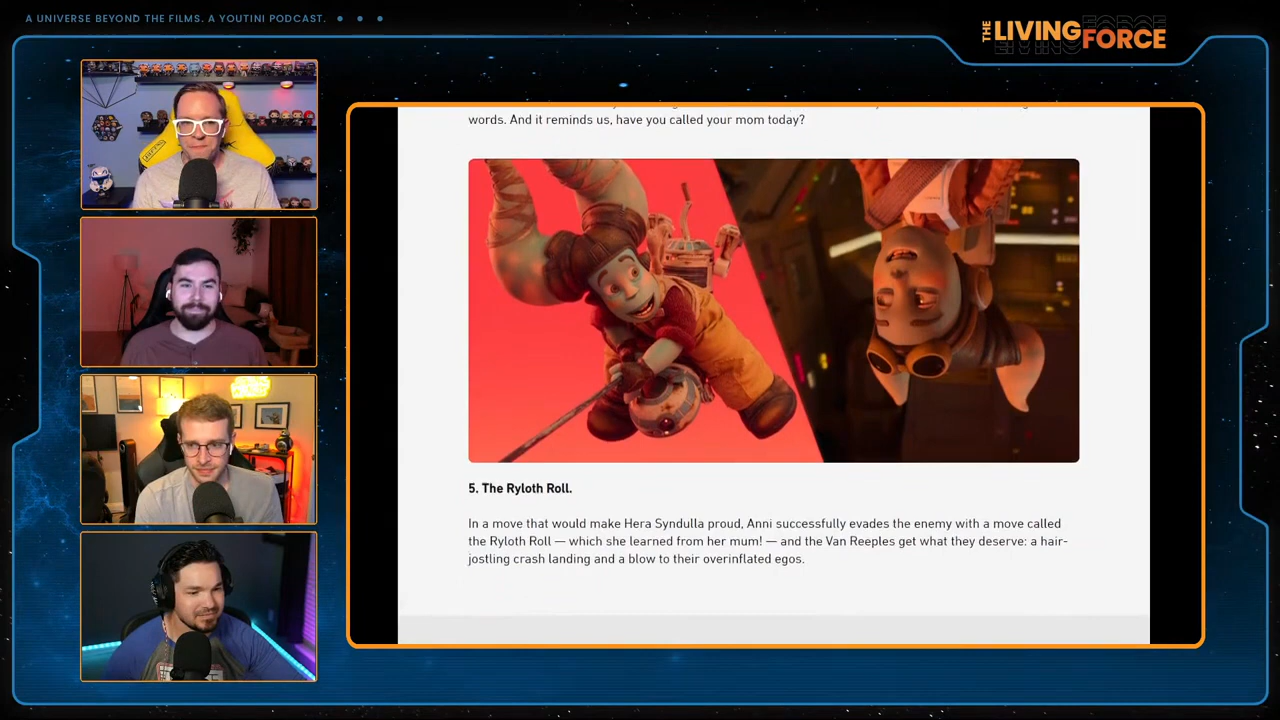 A UNIVERSE BEYOND THE FILMS. A YOUTINI PODCAST.
THE LIVING FORCE
words. And it reminds us, have you called your mom today?
5. The Ryloth Roll.
In a move that would make Hera Syndulla proud, Anni successfully evades the enemy with a move called
the Ryloth Roll — which she learned from her mum! — and the Van Reeples get what they deserve: a hair-
jostling crash landing and a blow to their overinflated egos.